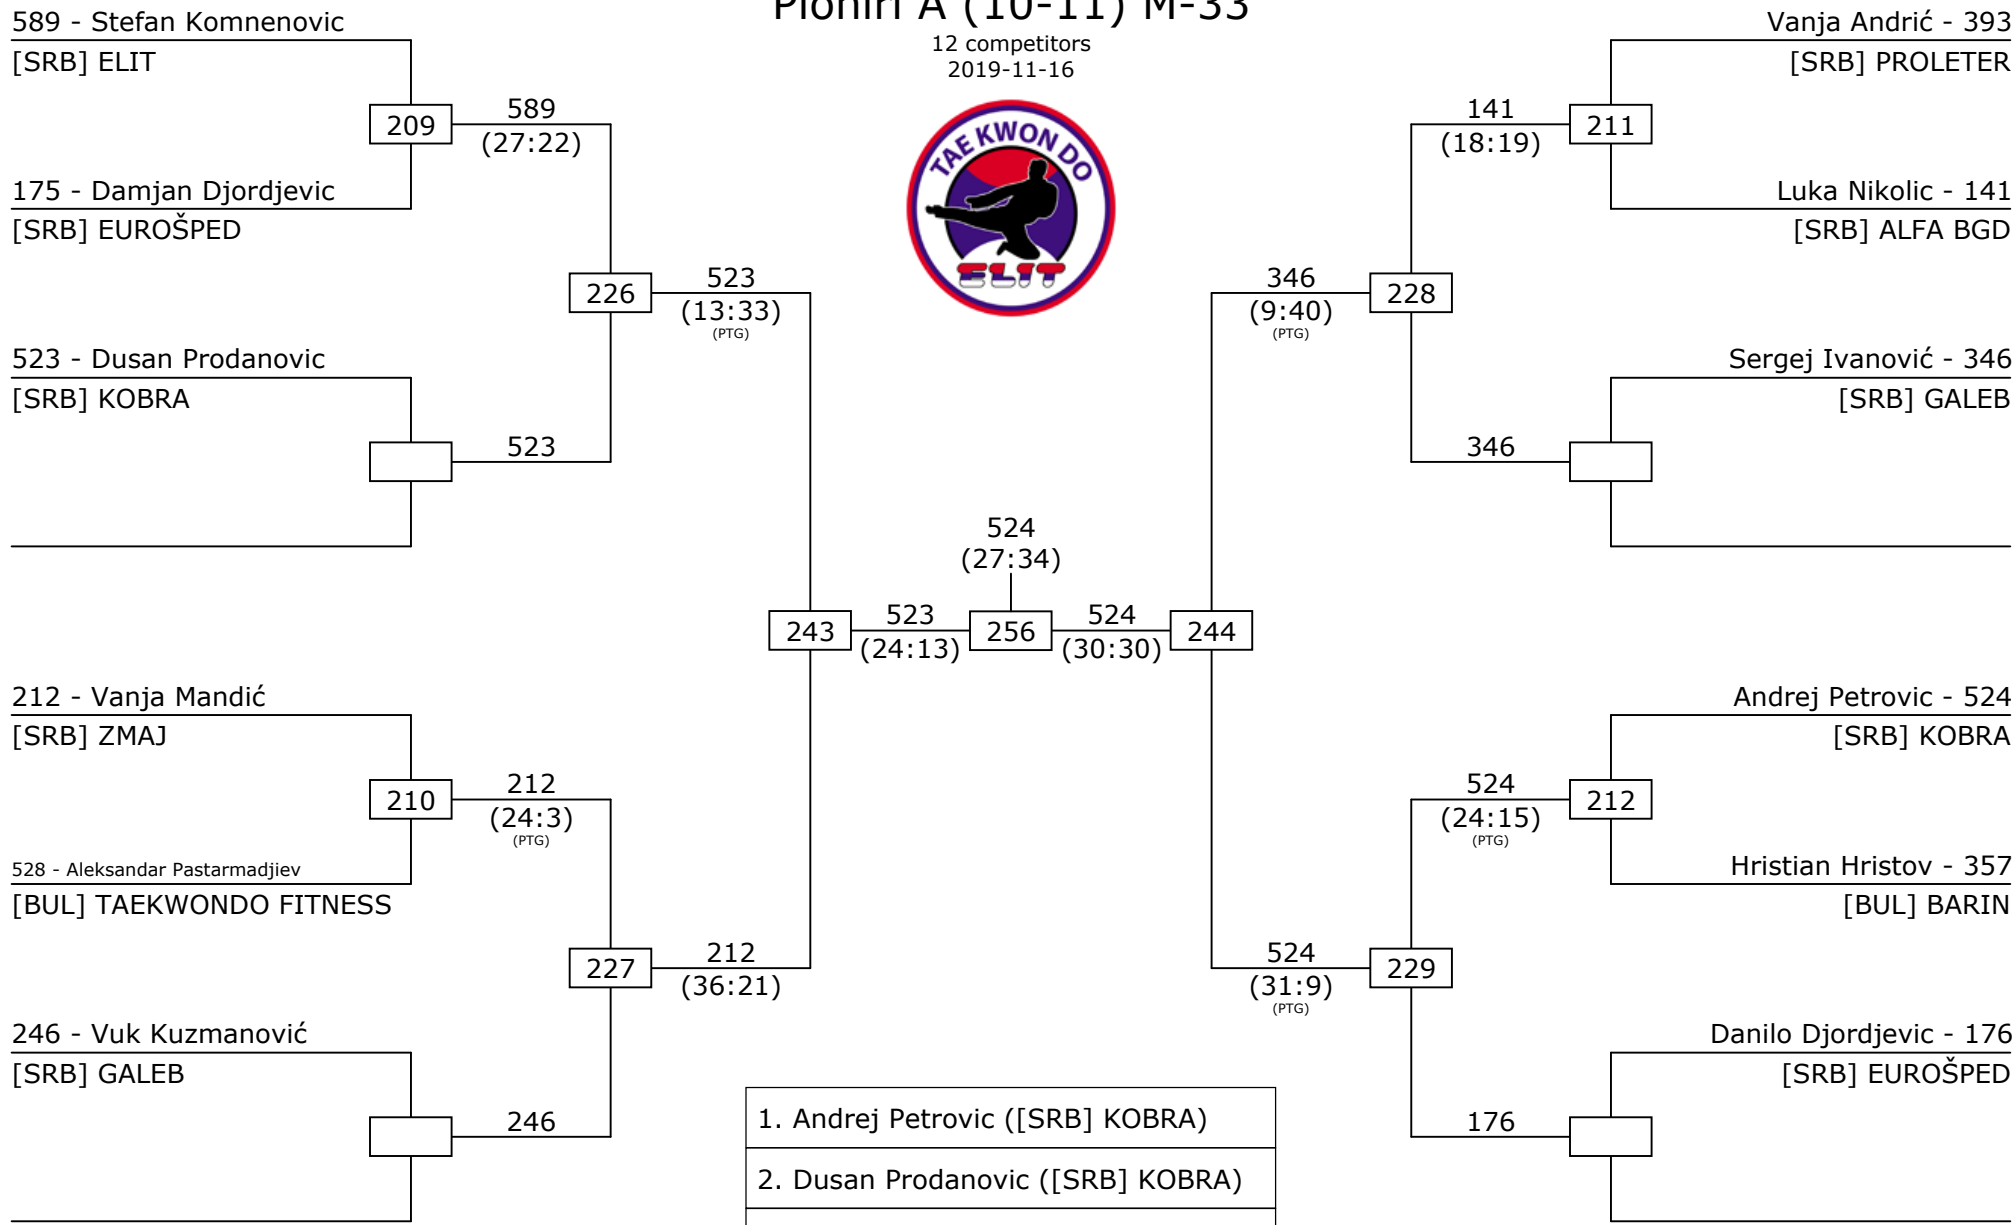 Pioniri A (10-11) M-33
12 competitors
2019-11-16
TAE KWON DO
ELIT
589 - Stefan Komnenovic
[SRB] ELIT
209
589
(27:22)
175 - Damjan Djordjevic
[SRB] EUROŠPED
226
523
(13:33)
(PTG)
523 - Dusan Prodanovic
[SRB] KOBRA
523
212 - Vanja Mandić
[SRB] ZMAJ
210
212
(24:3)
(PTG)
528 - Aleksandar Pastarmadjiev
[BUL] TAEKWONDO FITNESS
227
212
(36:21)
246 - Vuk Kuzmanović
[SRB] GALEB
246
243
523
(24:13)
524
(27:34)
256
524
(30:30)
244
Vanja Andrić - 393
[SRB] PROLETER
141
(18:19)
211
Luka Nikolic - 141
[SRB] ALFA BGD
346
(9:40)
(PTG)
228
Sergej Ivanović - 346
[SRB] GALEB
346
Andrej Petrovic - 524
[SRB] KOBRA
524
(24:15)
(PTG)
212
Hristian Hristov - 357
[BUL] BARIN
524
(31:9)
(PTG)
229
Danilo Djordjevic - 176
[SRB] EUROŠPED
176
1. Andrej Petrovic ([SRB] KOBRA)
2. Dusan Prodanovic ([SRB] KOBRA)